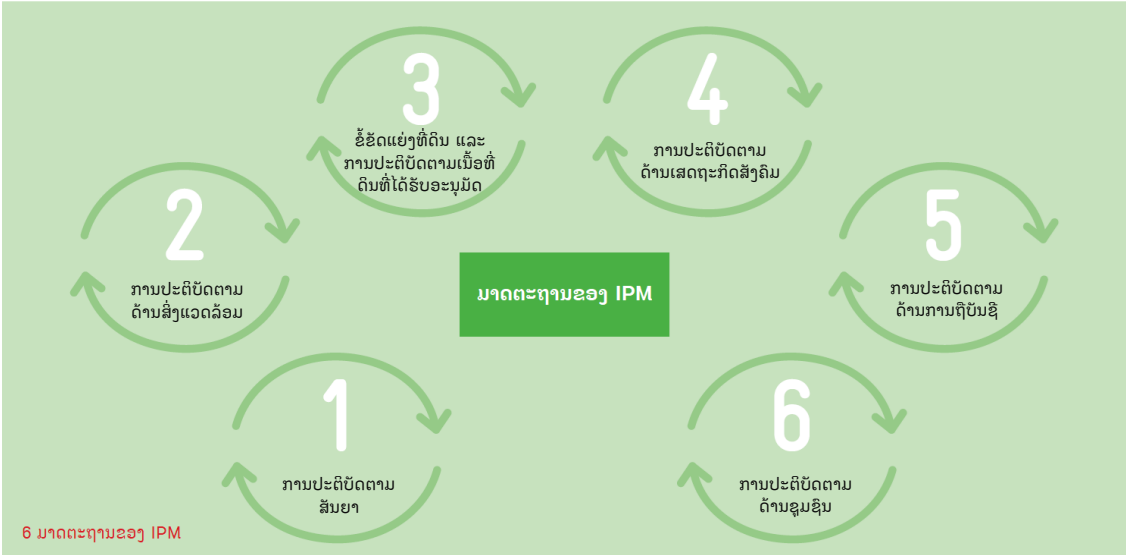 3
ຂໍ້ຂັດແຍ່ງທີ່ດິນ ແລະ
ການປະຕິບັດຕາມເນື້ອທີ່
ດິນທີ່ໄດ້ຮັບອະນຸມັດ
4
ການປະຕິບັດຕາມ
ດ້ານເສດຖະກິດສັງຄົມ
2
ການປະຕິບັດຕາມ
ດ້ານສິ່ງແວດລ້ອມ
5
ການປະຕິບັດຕາມ
ດ້ານການຖືບັນຊີ
ມາດຕະຖານຂອງ IPM
1
ການປະຕິບັດຕາມ
ສັນຍາ
6
ການປະຕິບັດຕາມ
ດ້ານຊຸມຊົນ
6 ມາດຕະຖານຂອງ IPM